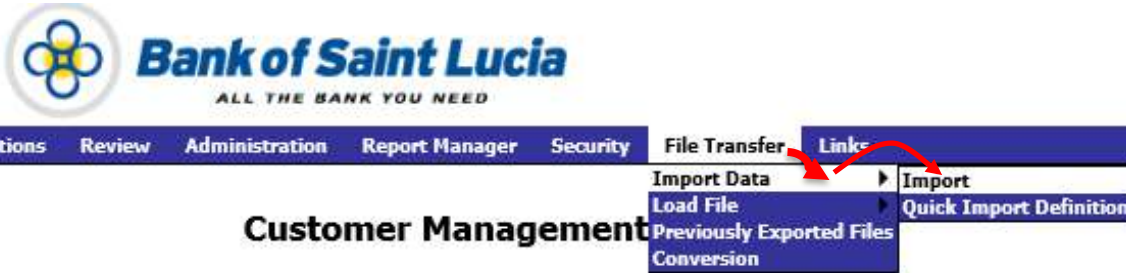 Bank of Saint Lucia
ALL THE BANK YOU NEED
tions Review Administration Report Manager Security File Transfer Links
Import Data Import
Load File Quick Import Definition
Customer Management Previously Exported Files
Conversion